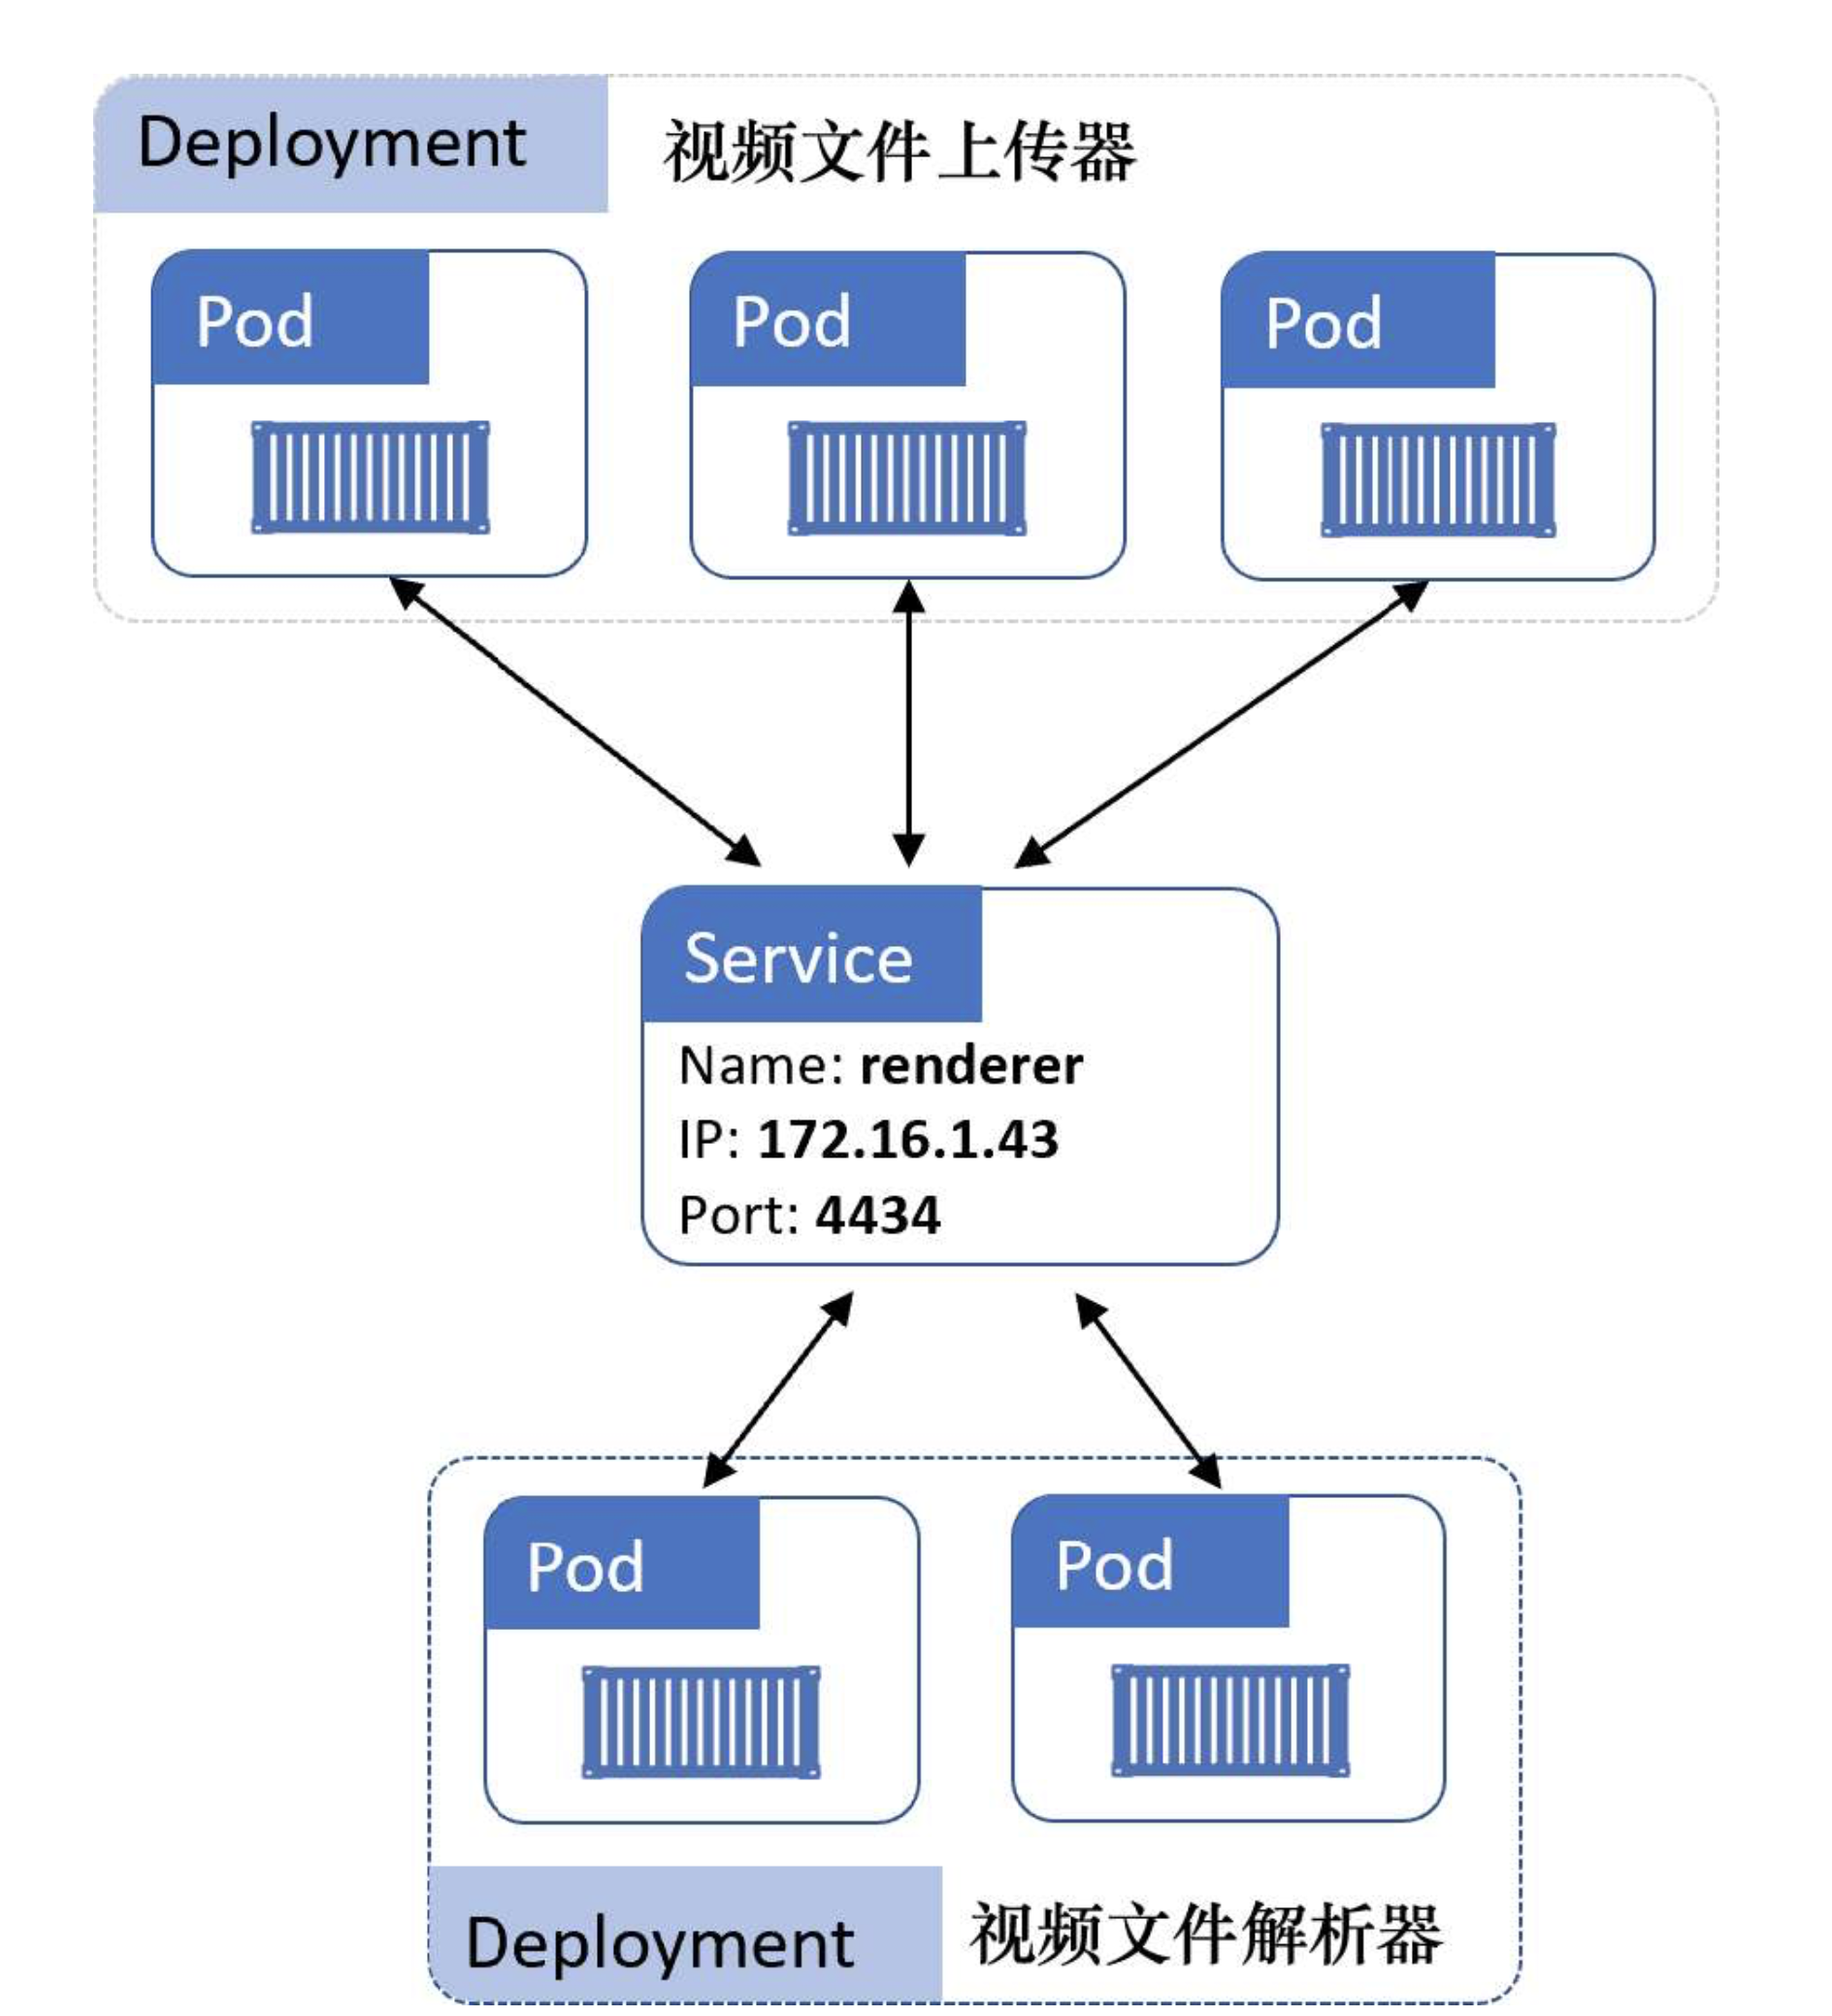 Deployment 视频文件上传器
Pod
Pod
Pod
Service
Name: renderer
IP: 172.16.1.43
Port: 4434
Pod
Pod
Deployment 视频文件解析器